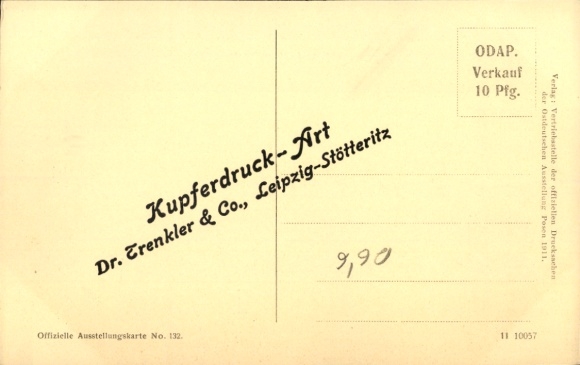 ODAP.
Verkauf
10 Pfg.
Verlag: Vertriebsstelle der offiziellen Drucksachen
der Ostdeutschen Ausstellung Posen 1911.
Kupferdruck-Art
Dr. Trenkler & Co., Leipzig-Stötteritz
9,90
Offizielle Ausstellungskarte No. 132.
11 10057